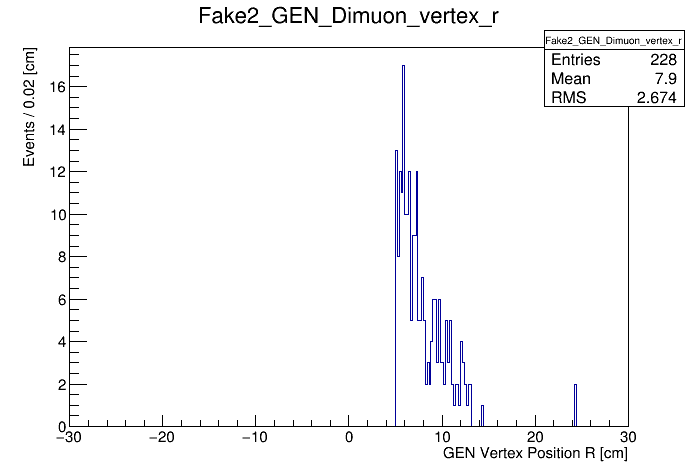 Fake2_GEN_Dimuon_vertex_r
Fake2_GEN_Dimuon_vertex_r
Entries 228
Mean 7.9
RMS 2.674
Events / 0.02 [cm]
16
14
12
10
8
6
4
2
0
−30 −20 −10 0 10 20 30
GEN Vertex Position R [cm]